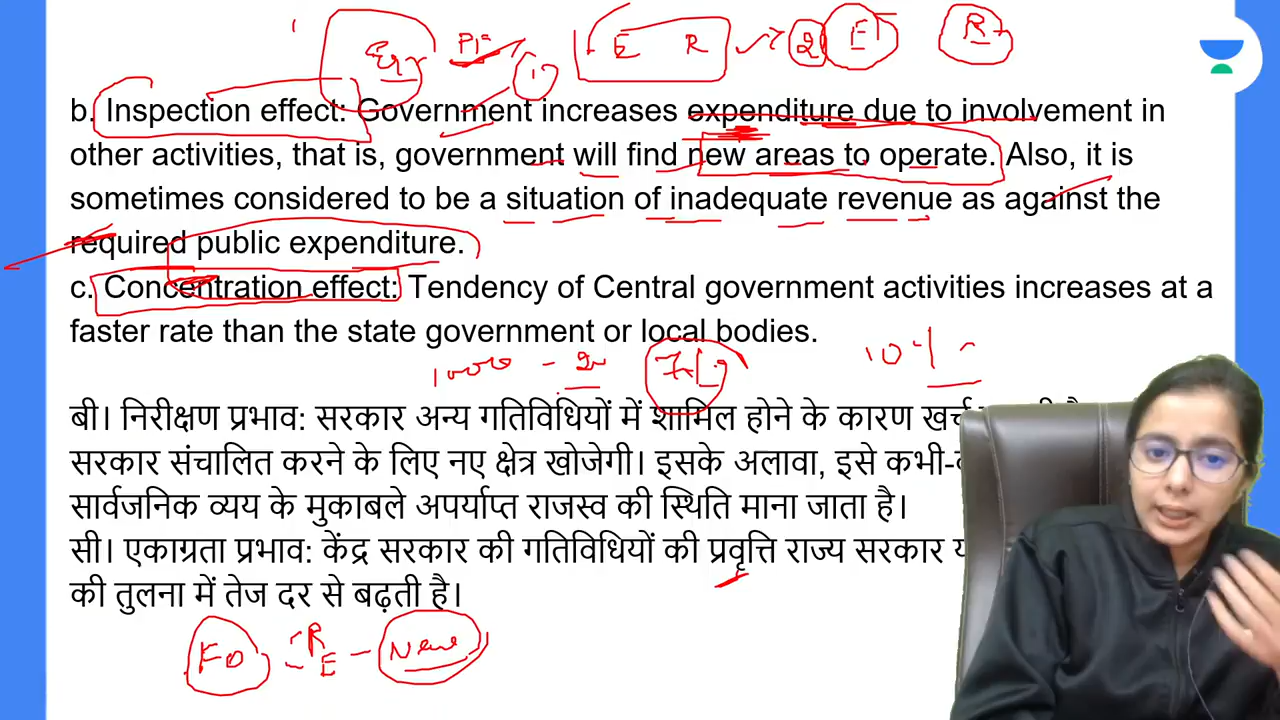 E R 2 E R
b. Inspection effect: Government increases expenditure due to involvement in
other activities, that is, government will find new areas to operate. Also, it is
sometimes considered to be a situation of inadequate revenue as against the
required public expenditure.
c. Concentration effect: Tendency of Central government activities increases at a
faster rate than the state government or local bodies.
10%
बी। निरीक्षण प्रभाव: सरकार अन्य गतिविधियों में शामिल होने के कारण खर्च
सरकार संचालित करने के लिए नए क्षेत्र खोजेगी। इसके अलावा, इसे
सार्वजनिक व्यय के मुकाबले अपर्याप्त राजस्व की स्थिति माना जाता है।
सी। एकाग्रता प्रभाव: केंद्र सरकार की गतिविधियों की प्रवृत्ति राज्य सरकार
की तुलना में तेज दर से बढ़ती है।
R
E - New